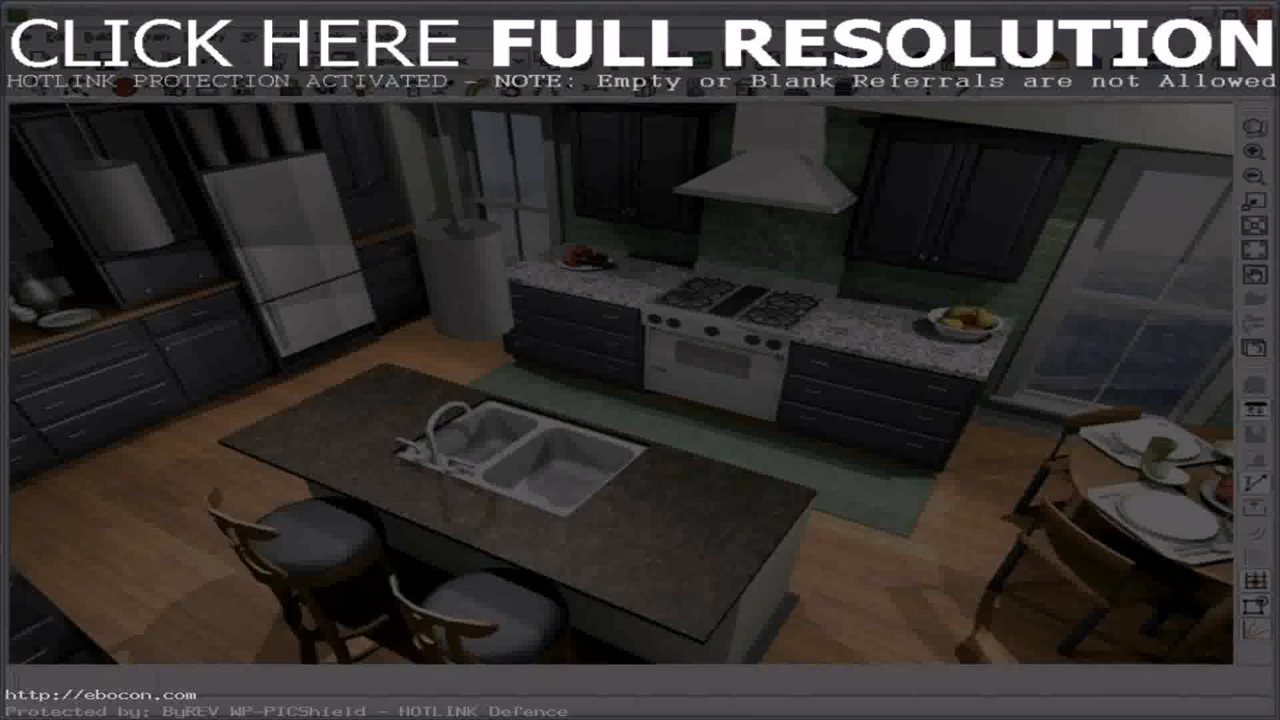 CLICK HERE FULL RESOLUTION
HOTLINK PROTECTION ACTIVATED - NOTE: Empty or Blank Referrals are not Allowed
http://ebocon.com
Protected by: ByREV WP-PICShield - HOTLINK Defence